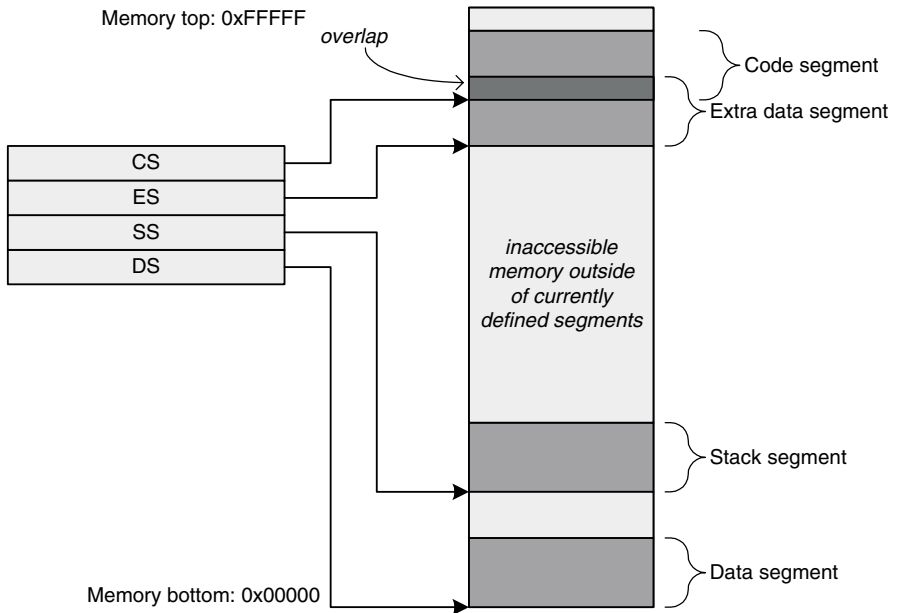 Memory top: 0xFFFFF
overlap
Code segment
Extra data segment
CS
ES
SS
DS
inaccessible
memory outside
of currently
defined segments
Stack segment
Data segment
Memory bottom: 0x00000